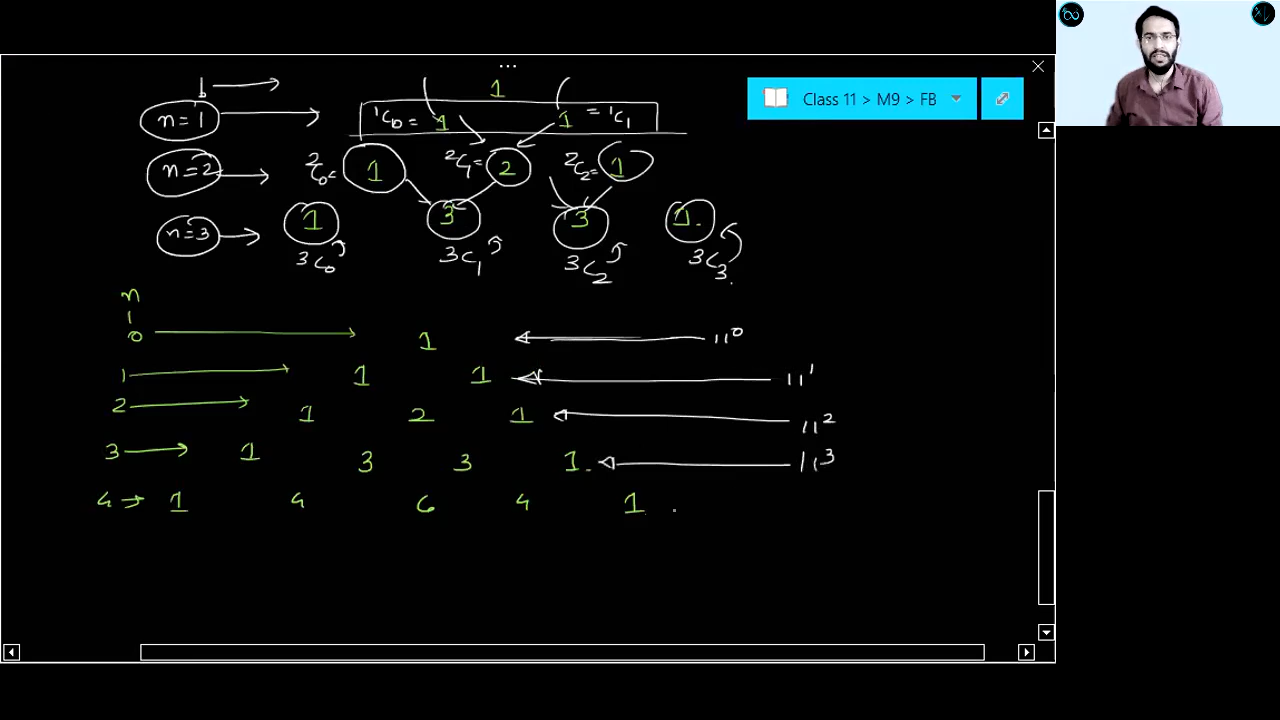 ...
Class 11 > M9 > FB
1
n=1 ¹C₀ = 1 1 = ¹C₁
n=2 ²C₀= 1 ²C₁= 2 ²C₂= 1
n=3 1 3 3 1.
³C₀ ³C₁ ³C₂ ³C₃.
n
0 1 11⁰
1 1 1 11¹
2 1 2 1 11²
3 1 3 3 1. 11³
4 1 4 6 4 1